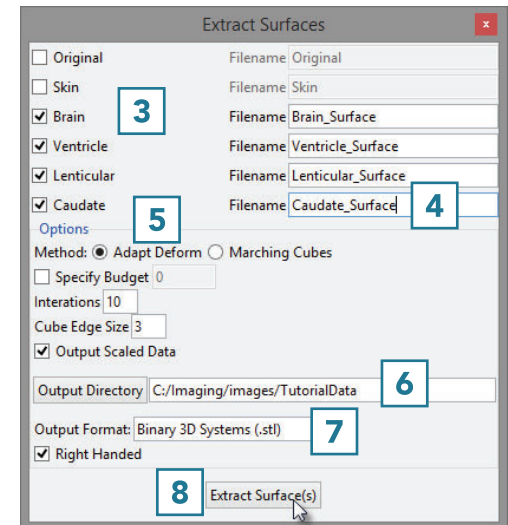 Extract Surfaces x
Original Filename Original
Skin Filename Skin
Brain 3 Filename Brain_Surface
Ventricle Filename Ventricle_Surface
Lenticular Filename Lenticular_Surface
Caudate Filename Caudate_Surface 4
Options 5
Method: Adapt Deform Marching Cubes
Specify Budget 0
Interations 10
Cube Edge Size 3
Output Scaled Data
Output Directory C:/Imaging/images/TutorialData 6
Output Format: Binary 3D Systems (.stl) 7
Right Handed
8 Extract Surface(s)